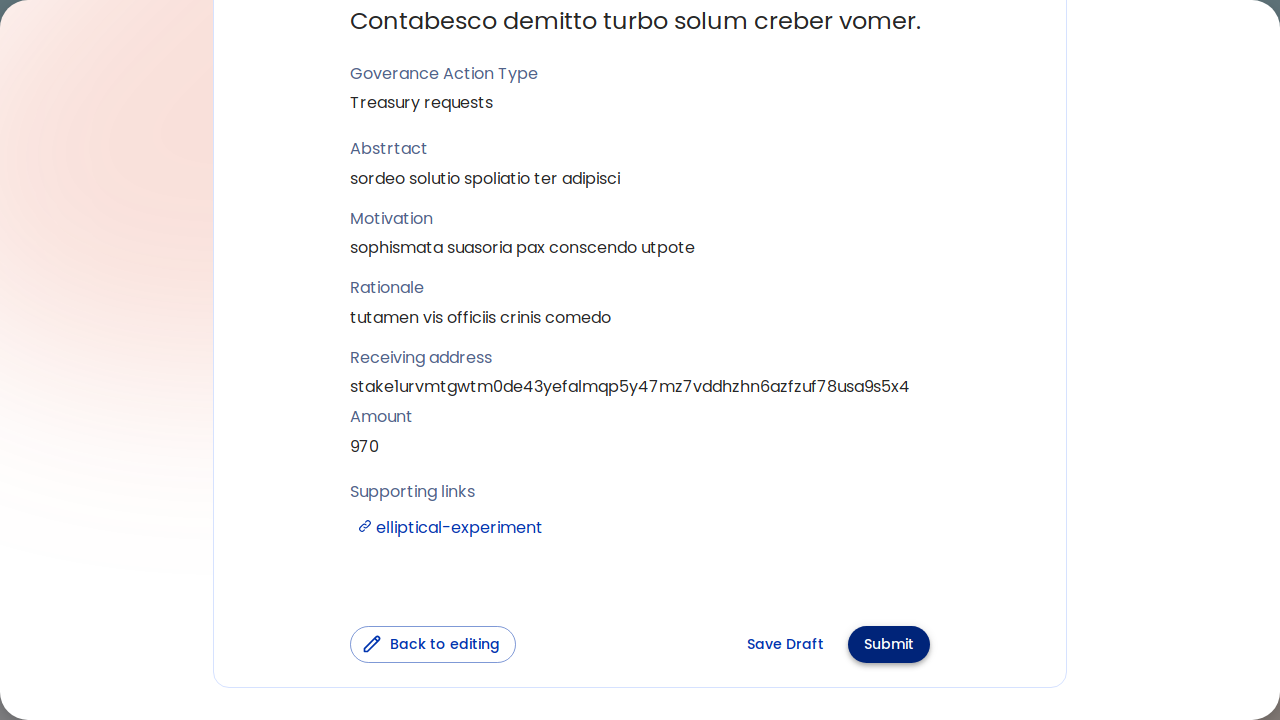 Contabesco demitto turbo solum creber vomer.
Goverance Action Type
Treasury requests
Abstrtact
sordeo solutio spoliatio ter adipisci
Motivation
sophismata suasoria pax conscendo utpote
Rationale
tutamen vis officiis crinis comedo
Receiving address
stake1urvmtgwtm0de43yefalmqp5y47mz7vddhzhn6azfzuf78usa9s5x4
Amount
970
Supporting links
elliptical-experiment
Back to editing
Save Draft
Submit